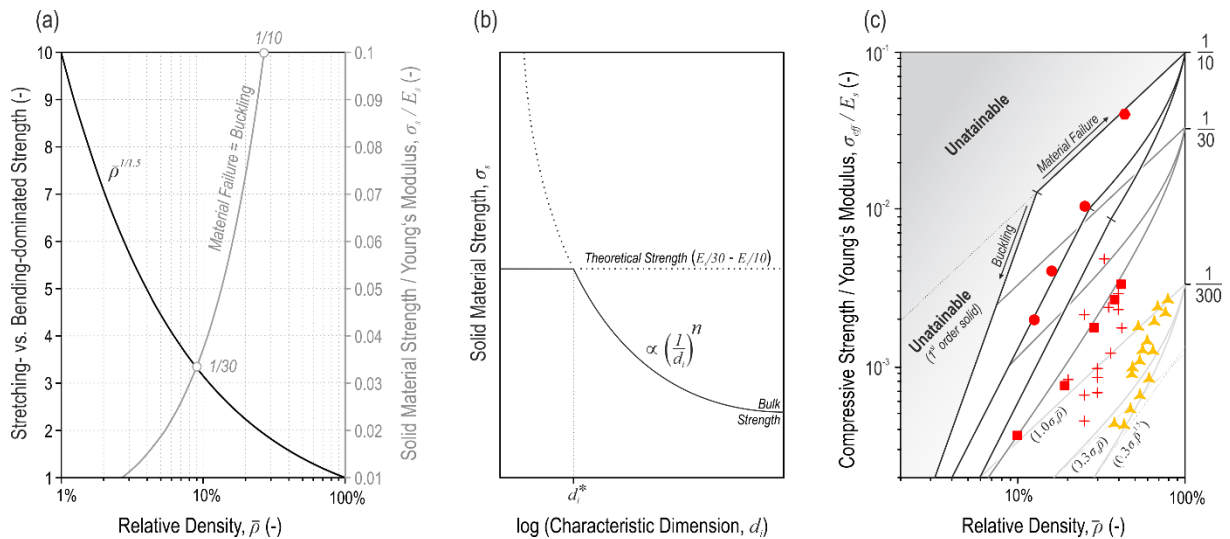 (a)
Stretching- vs. Bending-dominated Strength (-)
10
9
8
7
6
5
4
3
2
1
1%
10%
100%
Relative Density, ρ̄ (-)
ρ̄^1/1.5
Material Failure = Buckling
1/10
1/30
0.1
0.09
0.08
0.07
0.06
0.05
0.04
0.03
0.02
0.01
Solid Material Strength / Young's Modulus, σs / Es (-)
(b)
Solid Material Strength, σs
Theoretical Strength (E/30 - E/10)
∝ (1/di)^n
Bulk
Strength
di*
log (Characteristic Dimension, di)
(c)
Compressive Strength / Young's Modulus, σeff / Es (-)
10^-1
10^-2
10^-3
Unatainable
Material Failure
Buckling
Unatainable
(1st order solid)
(1.0σsρ̄)
(0.3σsρ̄)
1/10
1/30
1/300
10%
100%
Relative Density, ρ̄ (-)